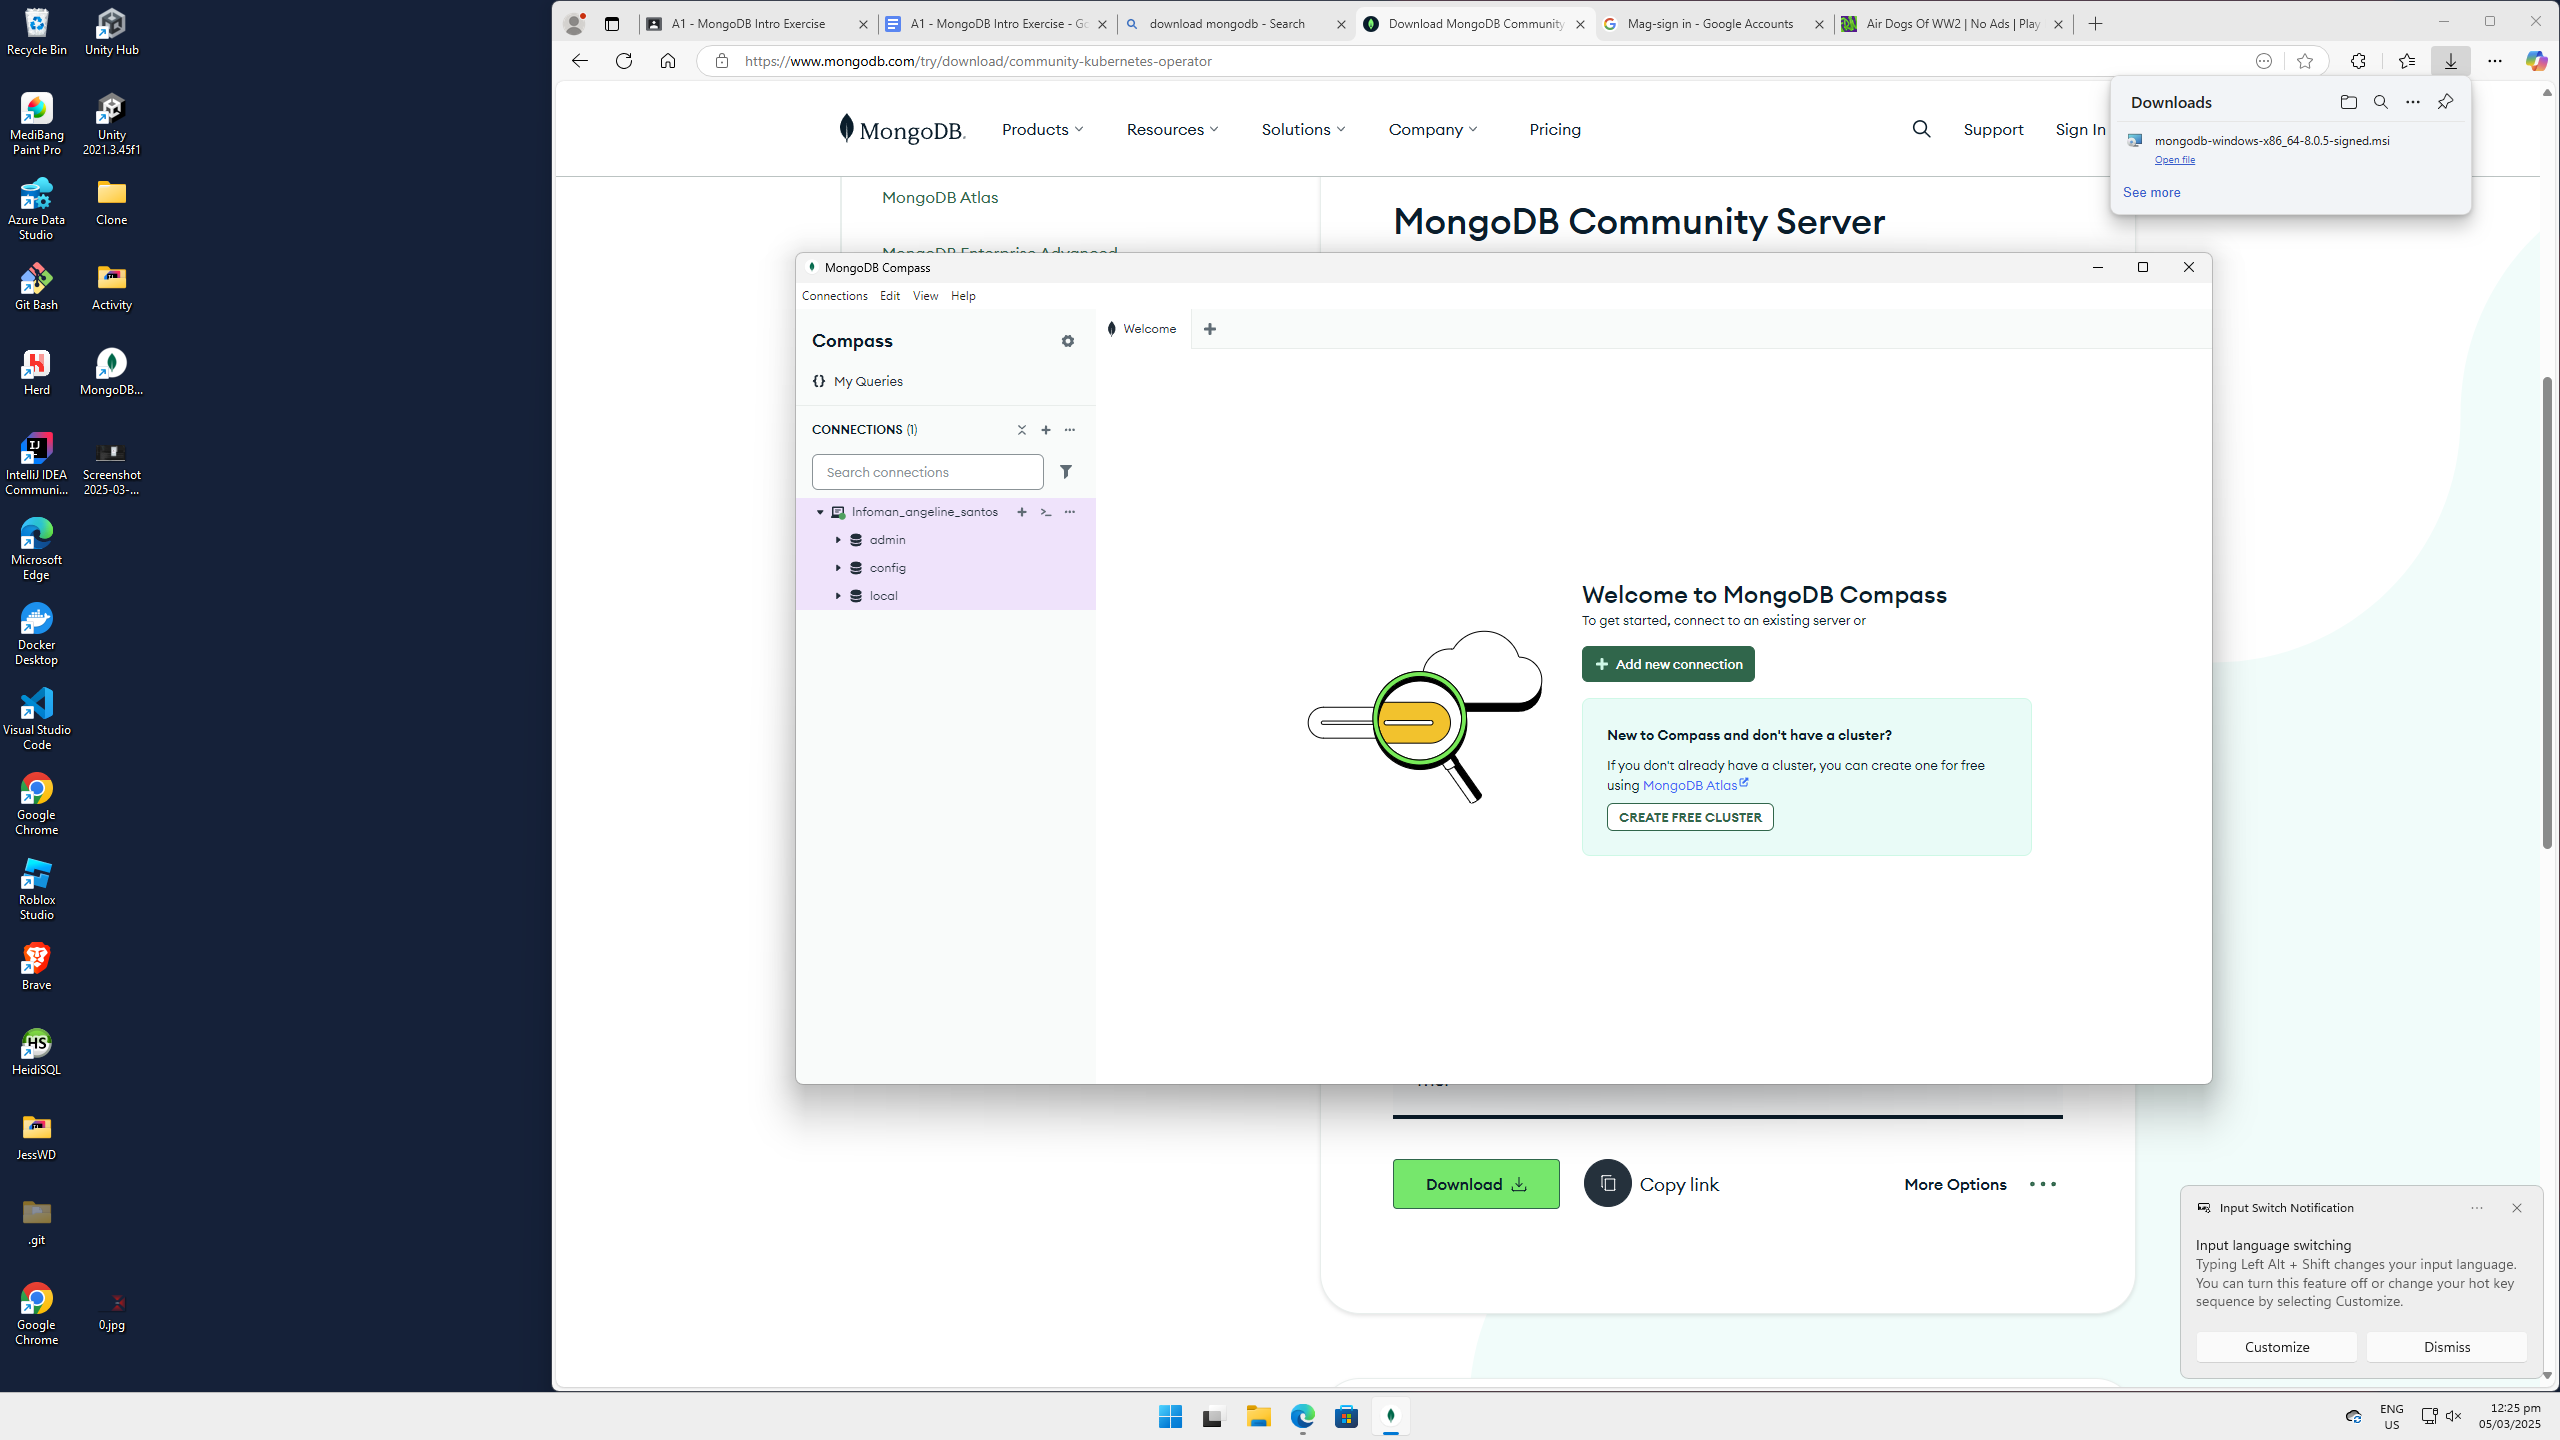 Recycle Bin
Unity Hub
MediBang
Paint Pro
Unity
2021.3.45f1
Azure Data
Studio
Clone
Git Bash
Activity
Herd
MongoDB...
IntelliJ IDEA
Communi...
Screenshot
2025-03-...
Microsoft
Edge
Docker
Desktop
Visual Studio
Code
Google
Chrome
Roblox
Studio
Brave
HeidiSQL
JessWD
.git
Google
Chrome
0.jpg
A1 - MongoDB Intro Exercise
A1 - MongoDB Intro Exercise - Go
download mongodb - Search
Download MongoDB Community
Mag-sign in - Google Accounts
Air Dogs Of WW2 | No Ads | Play
https://www.mongodb.com/try/download/community-kubernetes-operator
MongoDB.
Products
Resources
Solutions
Company
Pricing
Support
Sign In
Downloads
mongodb-windows-x86_64-8.0.5-signed.msi
Open file
See more
MongoDB Atlas
MongoDB Enterprise Advanced
MongoDB Community Server
MongoDB Compass
Connections Edit View Help
Compass
{} My Queries
CONNECTIONS (1)
Search connections
Infoman_angeline_santos
admin
config
local
Welcome
Welcome to MongoDB Compass
To get started, connect to an existing server or
Add new connection
New to Compass and don't have a cluster?
If you don't already have a cluster, you can create one for free
using MongoDB Atlas
CREATE FREE CLUSTER
Download
Copy link
More Options
Input Switch Notification
Input language switching
Typing Left Alt + Shift changes your input language.
You can turn this feature off or change your hot key
sequence by selecting Customize.
Customize
Dismiss
ENG
US
12:25 pm
05/03/2025